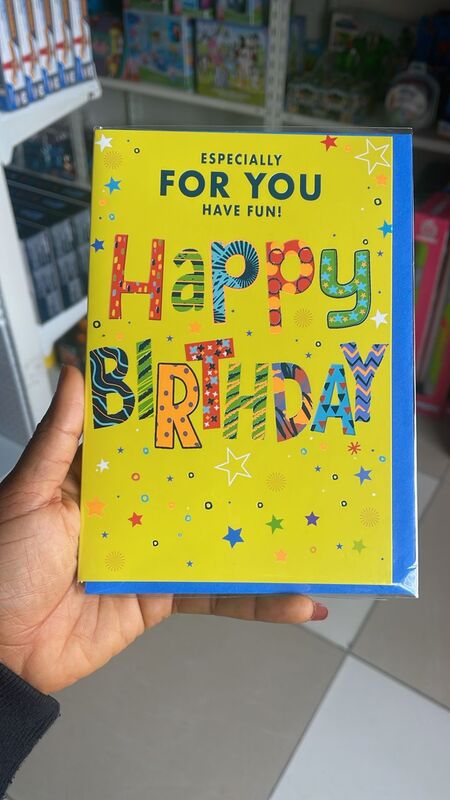 ESPECIALLY
FOR YOU
HAVE FUN!
Happy
BIRTHDAY